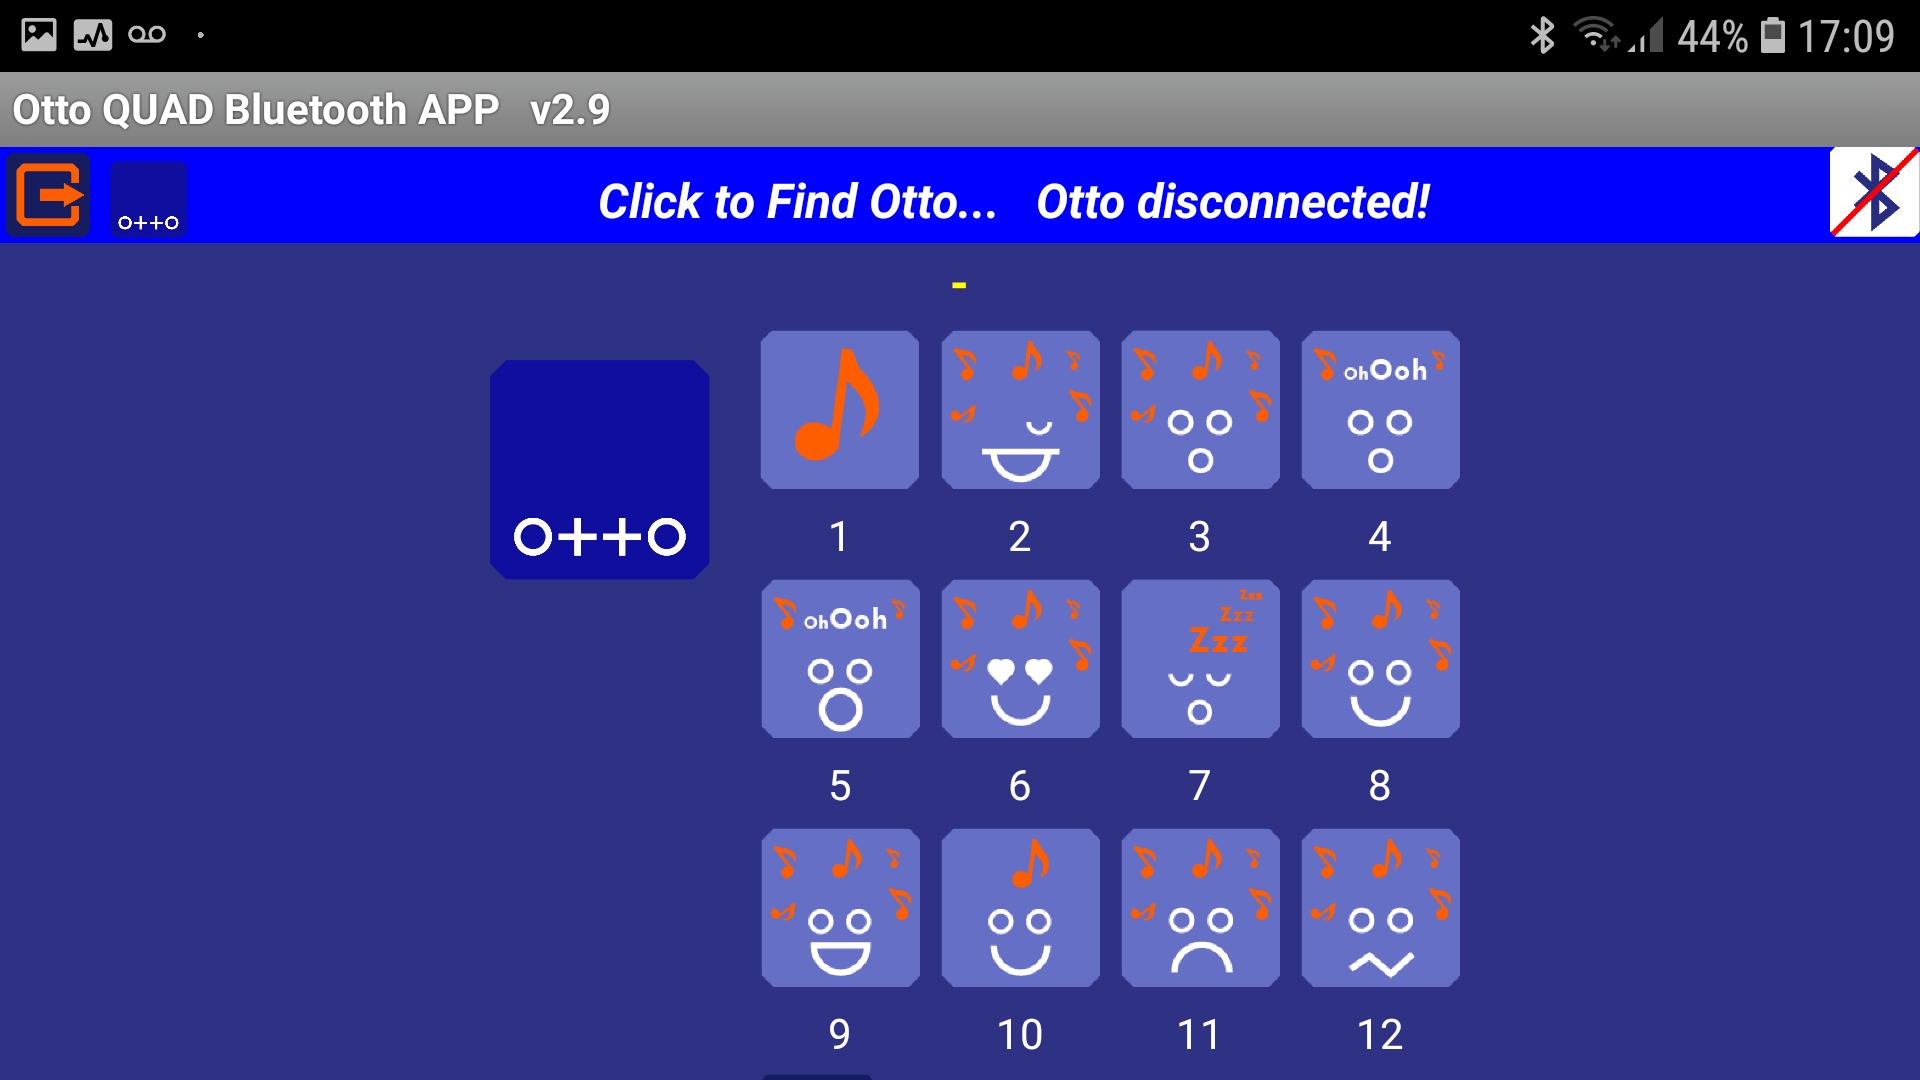 44% 17:09
Otto QUAD Bluetooth APP v2.9
o++o Click to Find Otto... Otto disconnected!
-
ohOoh
o++o
1 2 3 4
Zzz
Zzz
ohOoh Zzz
5 6 7 8
9 10 11 12